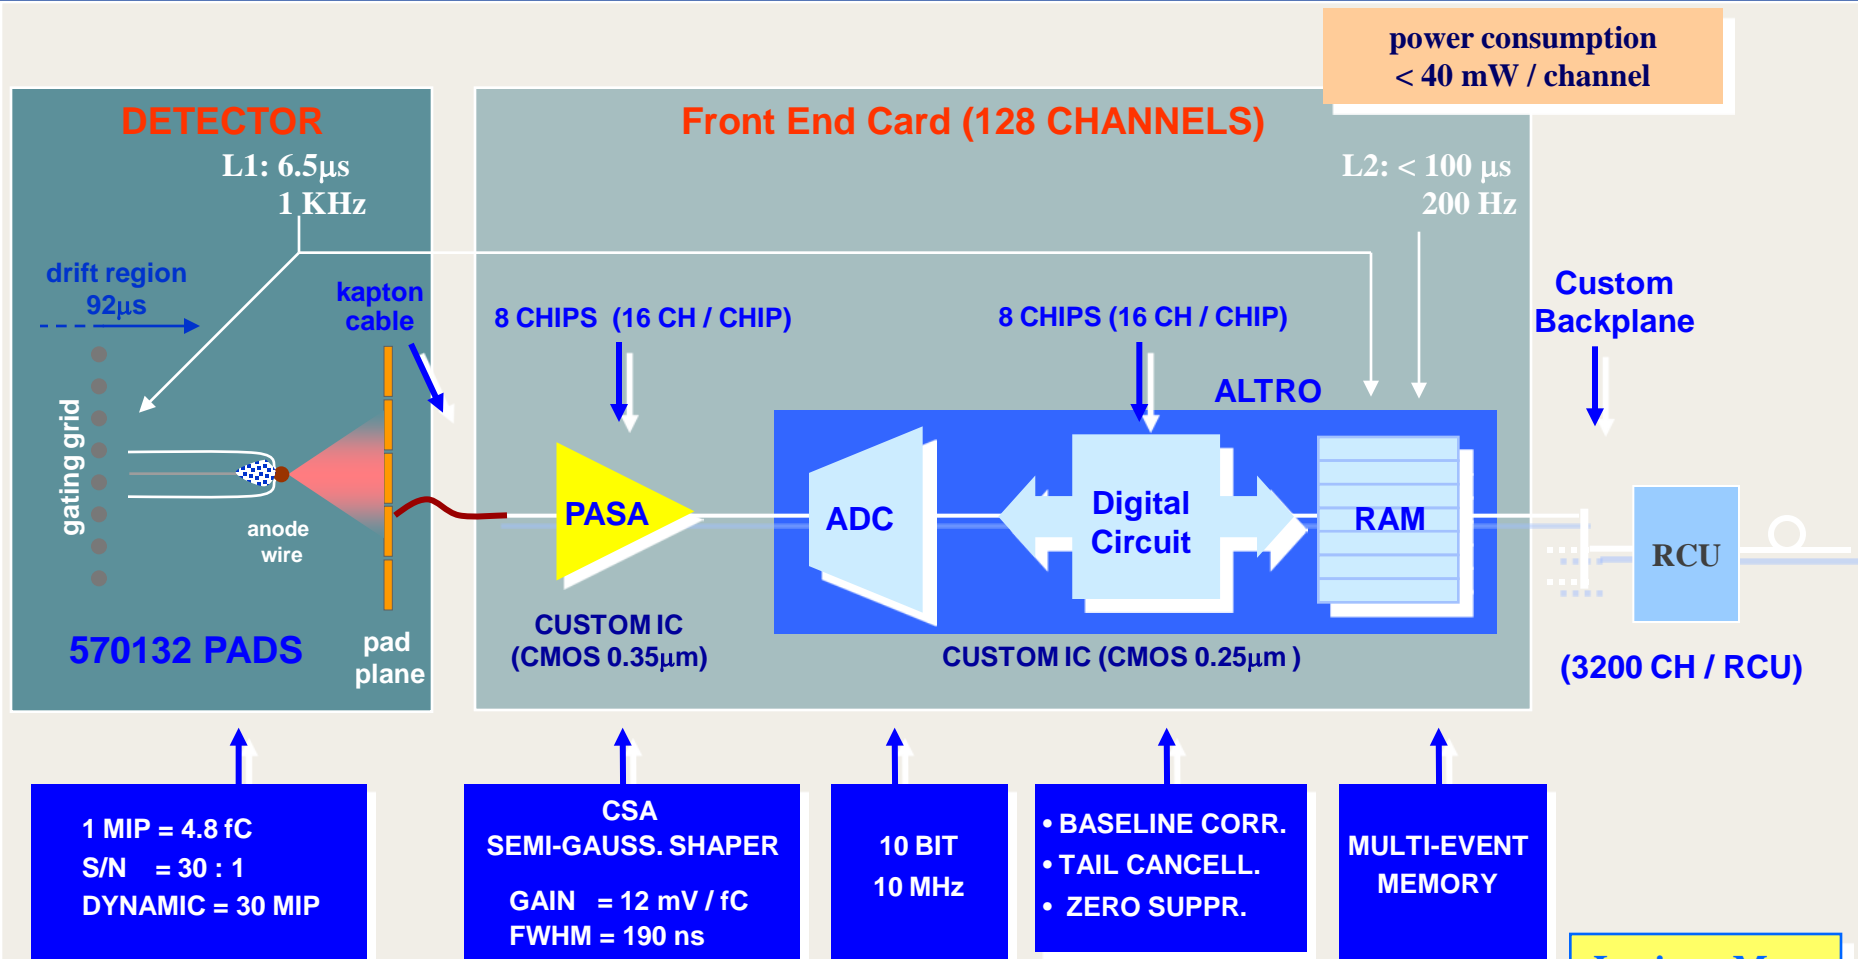 power consumption
< 40 mW / channel
DETECTOR
Front End Card (128 CHANNELS)
L1: 6.5µs
1 KHz
L2: < 100 µs
200 Hz
drift region
92µs
kapton
cable
8 CHIPS (16 CH / CHIP)
8 CHIPS (16 CH / CHIP)
Custom
Backplane
ALTRO
gating grid
anode
wire
PASA
ADC
Digital
Circuit
RAM
RCU
570132 PADS
pad
plane
CUSTOM IC
(CMOS 0.35µm)
CUSTOM IC (CMOS 0.25µm )
(3200 CH / RCU)
1 MIP = 4.8 fC
S/N = 30 : 1
DYNAMIC = 30 MIP
CSA
SEMI-GAUSS. SHAPER
GAIN = 12 mV / fC
FWHM = 190 ns
10 BIT
10 MHz
• BASELINE CORR.
• TAIL CANCELL.
• ZERO SUPPR.
MULTI-EVENT
MEMORY